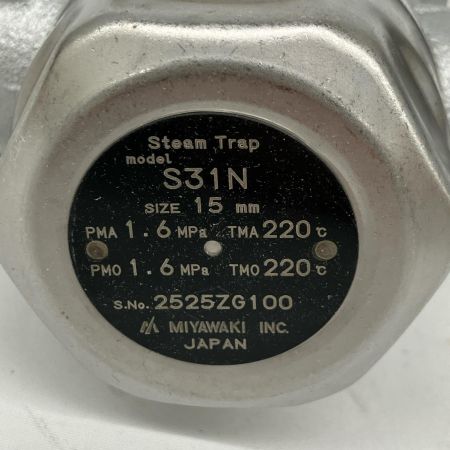 Steam Trap
model
S31N
SIZE 15 mm
PMA 1.6 MPa TMA 220 ℃
PMO 1.6 MPa TMO 220 ℃
S.No. 2525ZG100
MIYAWAKI INC.
JAPAN